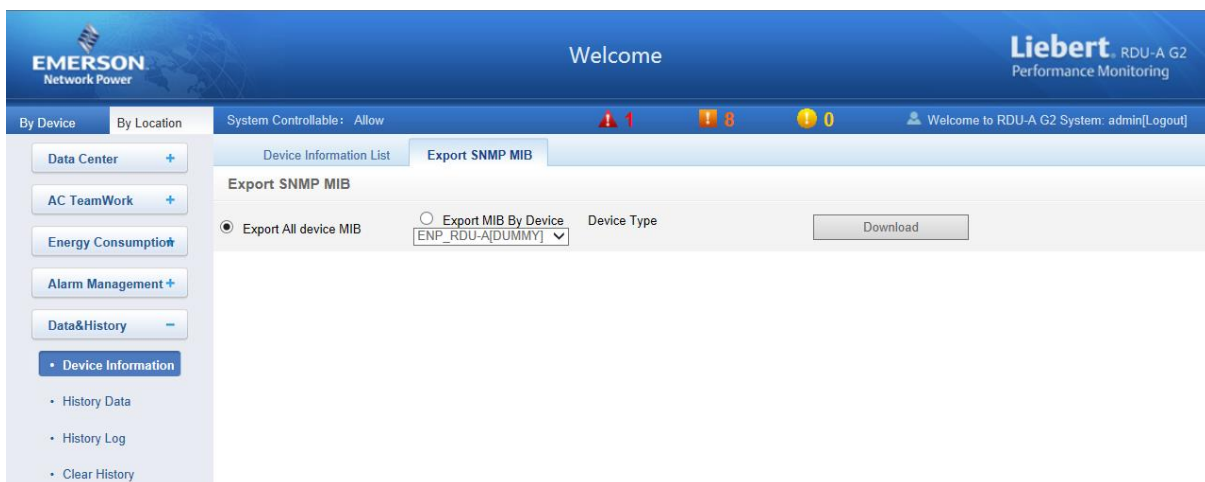 EMERSON
Network Power
Welcome
Liebert® RDU-A G2
Performance Monitoring
By Device By Location
System Controllable: Allow 1 8 0 Welcome to RDU-A G2 System: admin[Logout]
Data Center +
AC TeamWork +
Energy Consumption+
Alarm Management +
Data&History −
• Device Information
• History Data
• History Log
• Clear History
Device Information List Export SNMP MIB
Export SNMP MIB
Export All device MIB Export MIB By Device Device Type Download
ENP_RDU-A[DUMMY]